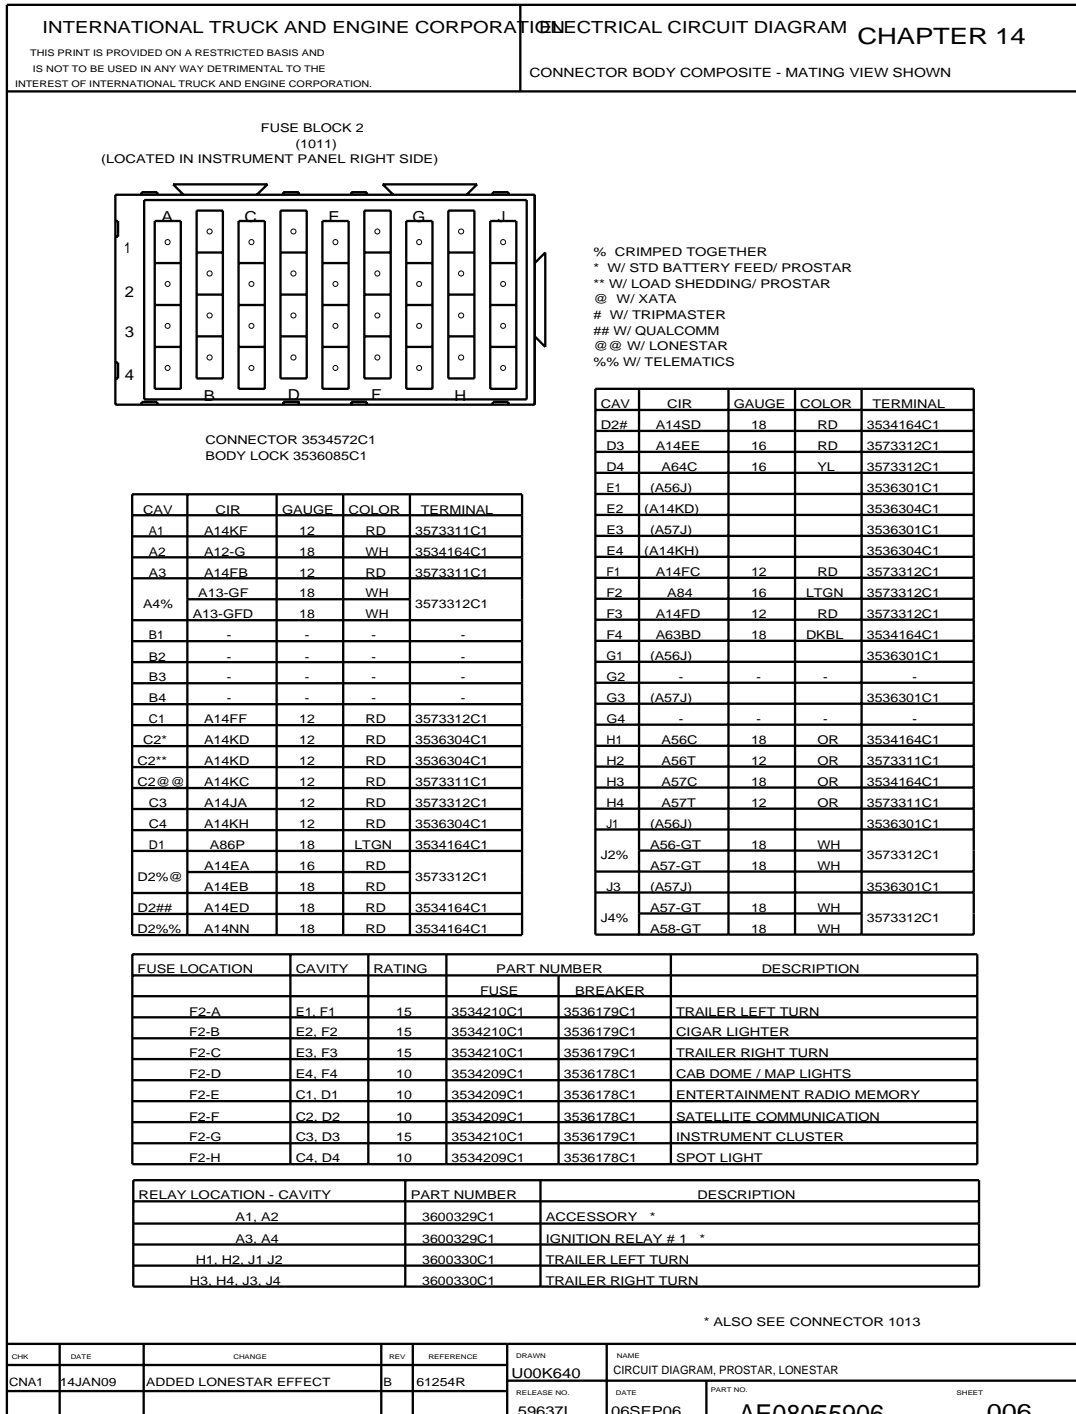 INTERNATIONAL TRUCK AND ENGINE CORPORATION
THIS PRINT IS PROVIDED ON A RESTRICTED BASIS AND
IS NOT TO BE USED IN ANY WAY DETRIMENTAL TO THE
INTEREST OF INTERNATIONAL TRUCK AND ENGINE CORPORATION.
ELECTRICAL CIRCUIT DIAGRAM
CHAPTER 14
CONNECTOR BODY COMPOSITE - MATING VIEW SHOWN
FUSE BLOCK 2
(1011)
(LOCATED IN INSTRUMENT PANEL RIGHT SIDE)
A C E G J
1
2
3
4
B D F H
CONNECTOR 3534572C1
BODY LOCK 3536085C1
% CRIMPED TOGETHER
* W/ STD BATTERY FEED/ PROSTAR
** W/ LOAD SHEDDING/ PROSTAR
@ W/ XATA
# W/ TRIPMASTER
## W/ QUALCOMM
@@ W/ LONESTAR
%% W/ TELEMATICS
CAV CIR GAUGE COLOR TERMINAL
A1 A14KF 12 RD 3573311C1
A2 A12-G 18 WH 3534164C1
A3 A14FB 12 RD 3573311C1
A4% A13-GF 18 WH 3573312C1
A13-GFD 18 WH
B1 - - - -
B2 - - - -
B3 - - - -
B4 - - - -
C1 A14FF 12 RD 3573312C1
C2* A14KD 12 RD 3536304C1
C2** A14KD 12 RD 3536304C1
C2@@ A14KC 12 RD 3573311C1
C3 A14JA 12 RD 3573312C1
C4 A14KH 12 RD 3536304C1
D1 A86P 18 LTGN 3534164C1
D2%@ A14EA 16 RD 3573312C1
A14EB 18 RD
D2## A14ED 18 RD 3534164C1
D2%% A14NN 18 RD 3534164C1
CAV CIR GAUGE COLOR TERMINAL
D2# A14SD 18 RD 3534164C1
D3 A14EE 16 RD 3573312C1
D4 A64C 16 YL 3573312C1
E1 (A56J) 3536301C1
E2 (A14KD) 3536304C1
E3 (A57J) 3536301C1
E4 (A14KH) 3536304C1
F1 A14FC 12 RD 3573312C1
F2 A84 16 LTGN 3573312C1
F3 A14FD 12 RD 3573312C1
F4 A63BD 18 DKBL 3534164C1
G1 (A56J) 3536301C1
G2 - - - -
G3 (A57J) 3536301C1
G4 - - - -
H1 A56C 18 OR 3534164C1
H2 A56T 12 OR 3573311C1
H3 A57C 18 OR 3534164C1
H4 A57T 12 OR 3573311C1
J1 (A56J) 3536301C1
J2% A56-GT 18 WH 3573312C1
A57-GT 18 WH
J3 (A57J) 3536301C1
J4% A57-GT 18 WH 3573312C1
A58-GT 18 WH
FUSE LOCATION CAVITY RATING PART NUMBER DESCRIPTION
FUSE BREAKER
F2-A E1, F1 15 3534210C1 3536179C1 TRAILER LEFT TURN
F2-B E2, F2 15 3534210C1 3536179C1 CIGAR LIGHTER
F2-C E3, F3 15 3534210C1 3536179C1 TRAILER RIGHT TURN
F2-D E4, F4 10 3534209C1 3536178C1 CAB DOME / MAP LIGHTS
F2-E C1, D1 10 3534209C1 3536178C1 ENTERTAINMENT RADIO MEMORY
F2-F C2, D2 10 3534209C1 3536178C1 SATELLITE COMMUNICATION
F2-G C3, D3 15 3534210C1 3536179C1 INSTRUMENT CLUSTER
F2-H C4, D4 10 3534209C1 3536178C1 SPOT LIGHT
RELAY LOCATION - CAVITY PART NUMBER DESCRIPTION
A1, A2 3600329C1 ACCESSORY *
A3, A4 3600329C1 IGNITION RELAY # 1 *
H1, H2, J1 J2 3600330C1 TRAILER LEFT TURN
H3, H4, J3, J4 3600330C1 TRAILER RIGHT TURN
* ALSO SEE CONNECTOR 1013
CHK DATE CHANGE REV REFERENCE DRAWN NAME
CNA1 14JAN09 ADDED LONESTAR EFFECT B 61254R U00K640 CIRCUIT DIAGRAM, PROSTAR, LONESTAR
RELEASE NO. DATE PART NO. SHEET
59637L 06SEP06 AE08055906 006